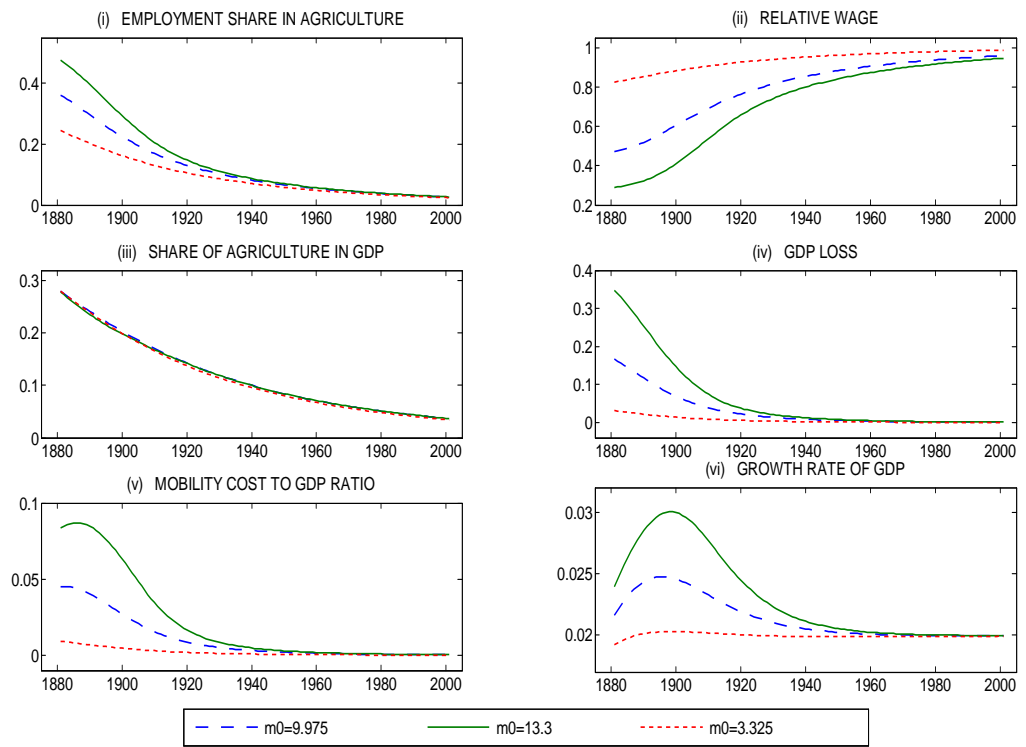 (i) EMPLOYMENT SHARE IN AGRICULTURE
0.4
0.2
0
1880 1900 1920 1940 1960 1980 2000
(ii) RELATIVE WAGE
1
0.8
0.6
0.4
0.2
1880 1900 1920 1940 1960 1980 2000
(iii) SHARE OF AGRICULTURE IN GDP
0.3
0.2
0.1
0
1880 1900 1920 1940 1960 1980 2000
(iv) GDP LOSS
0.4
0.3
0.2
0.1
0
1880 1900 1920 1940 1960 1980 2000
(v) MOBILITY COST TO GDP RATIO
0.1
0.05
0
1880 1900 1920 1940 1960 1980 2000
(vi) GROWTH RATE OF GDP
0.03
0.025
0.02
1880 1900 1920 1940 1960 1980 2000
m0=9.975 m0=13.3 m0=3.325